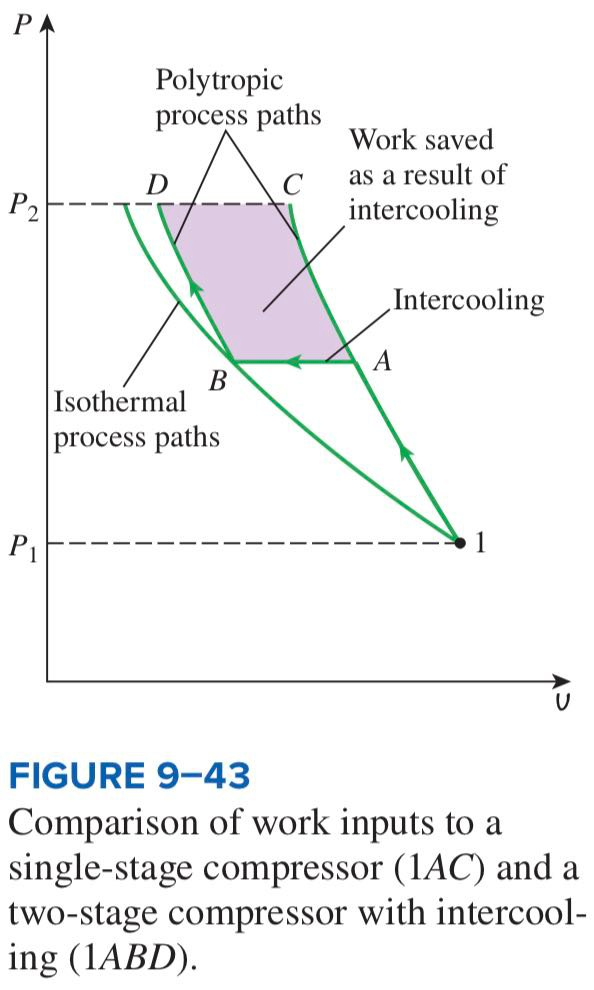 P
Polytropic
process paths
Work saved
as a result of
intercooling
D
C
P2
Intercooling
A
B
Isothermal
process paths
P1
1
υ
FIGURE 9–43
Comparison of work inputs to a
single-stage compressor (1AC) and a
two-stage compressor with intercool-
ing (1ABD).